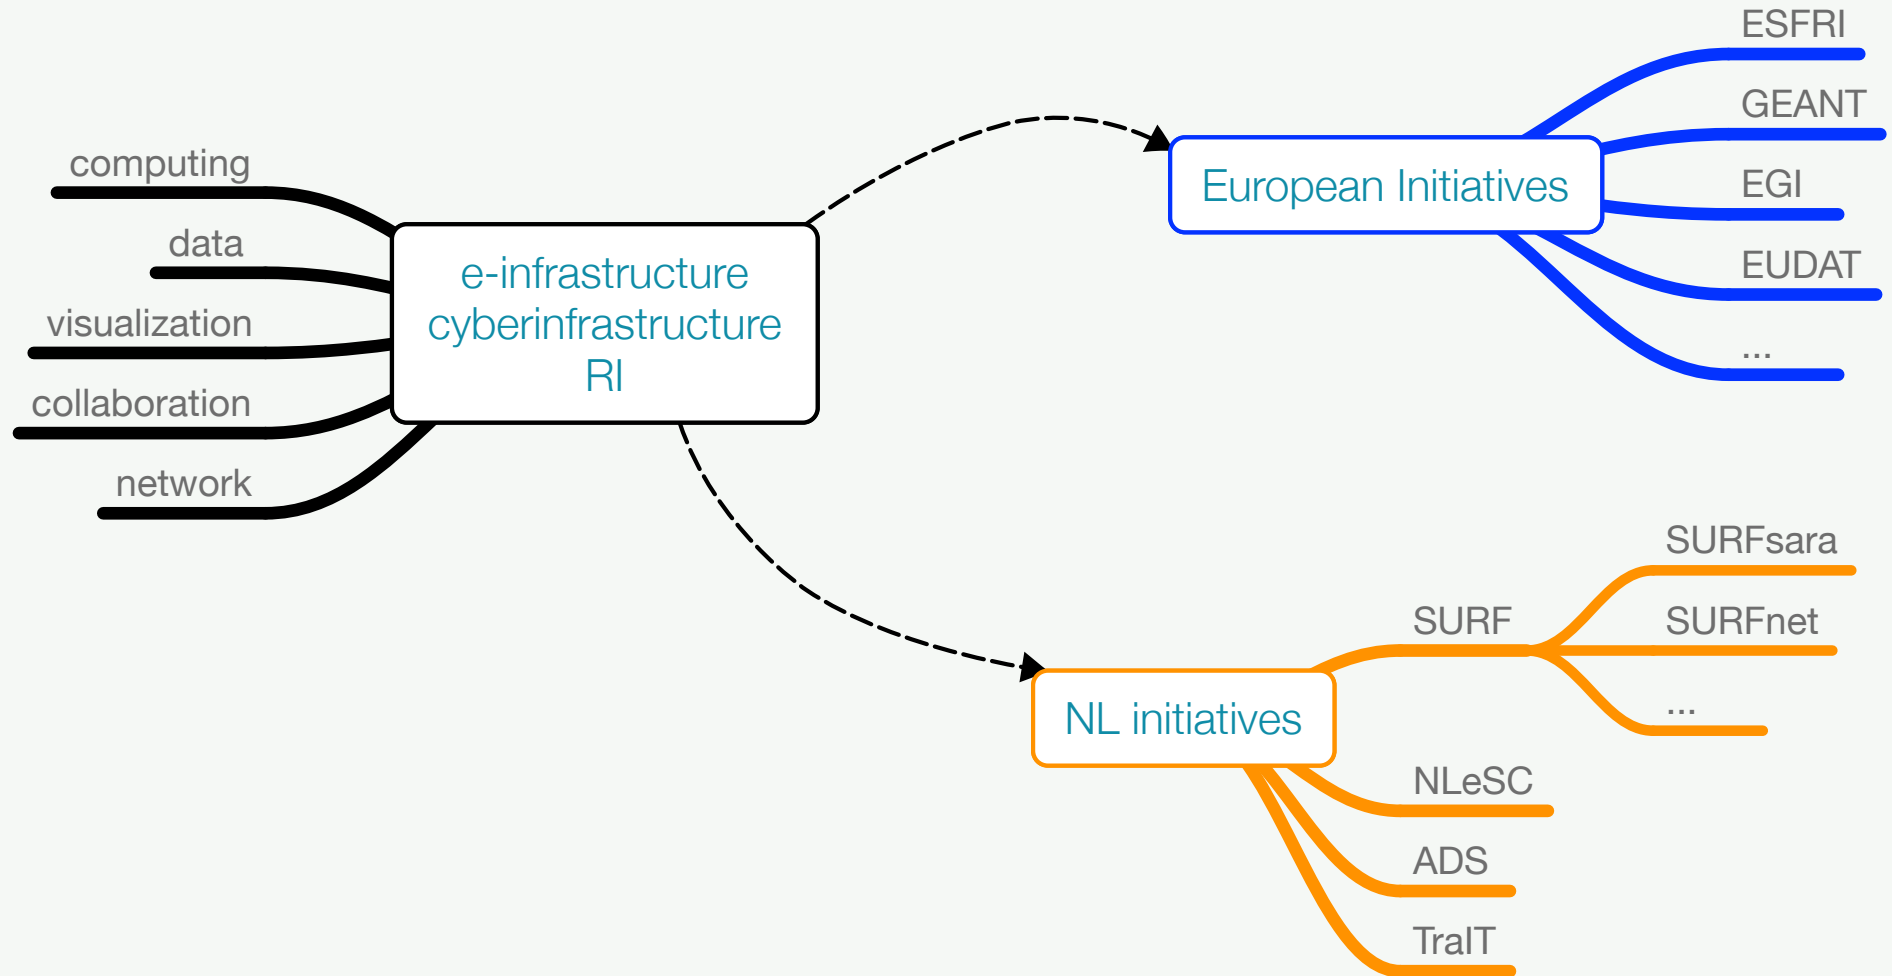 computing
data
visualization
collaboration
network
e-infrastructure
cyberinfrastructure
RI
European Initiatives
ESFRI
GEANT
EGI
EUDAT
...
NL initiatives
SURF
SURFsara
SURFnet
...
NLeSC
ADS
TraIT